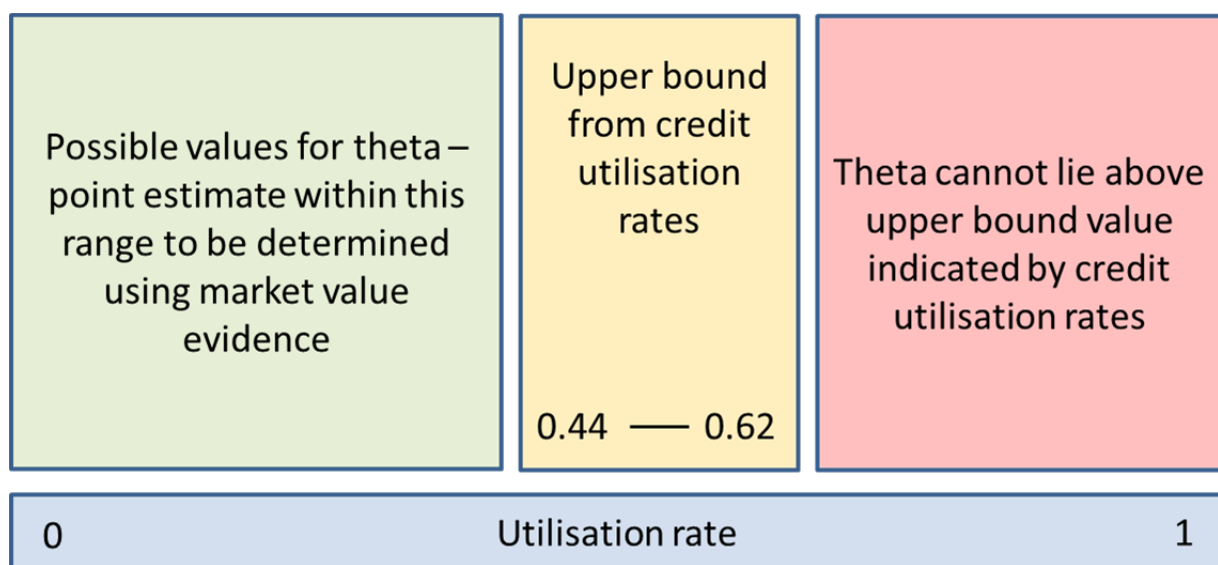 Possible values for theta –
point estimate within this
range to be determined
using market value
evidence
Upper bound
from credit
utilisation
rates
0.44 — 0.62
Theta cannot lie above
upper bound value
indicated by credit
utilisation rates
0 Utilisation rate 1